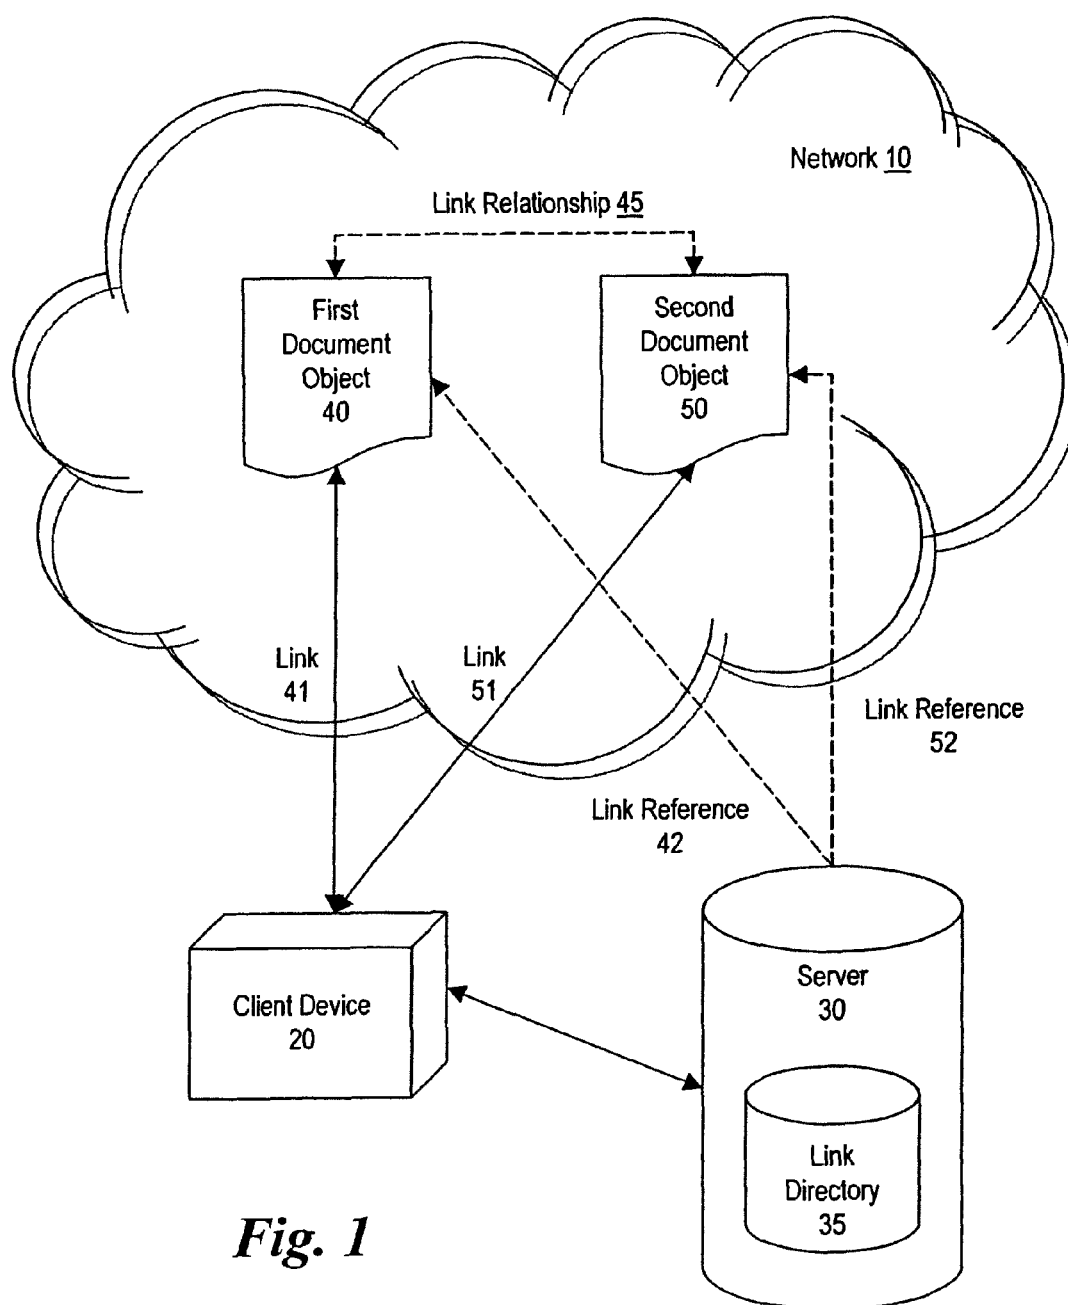 Network 10
Link Relationship 45
First
Document
Object
40
Second
Document
Object
50
Link
41
Link
51
Link Reference
52
Link Reference
42
Client Device
20
Server
30
Link
Directory
35
Fig. 1